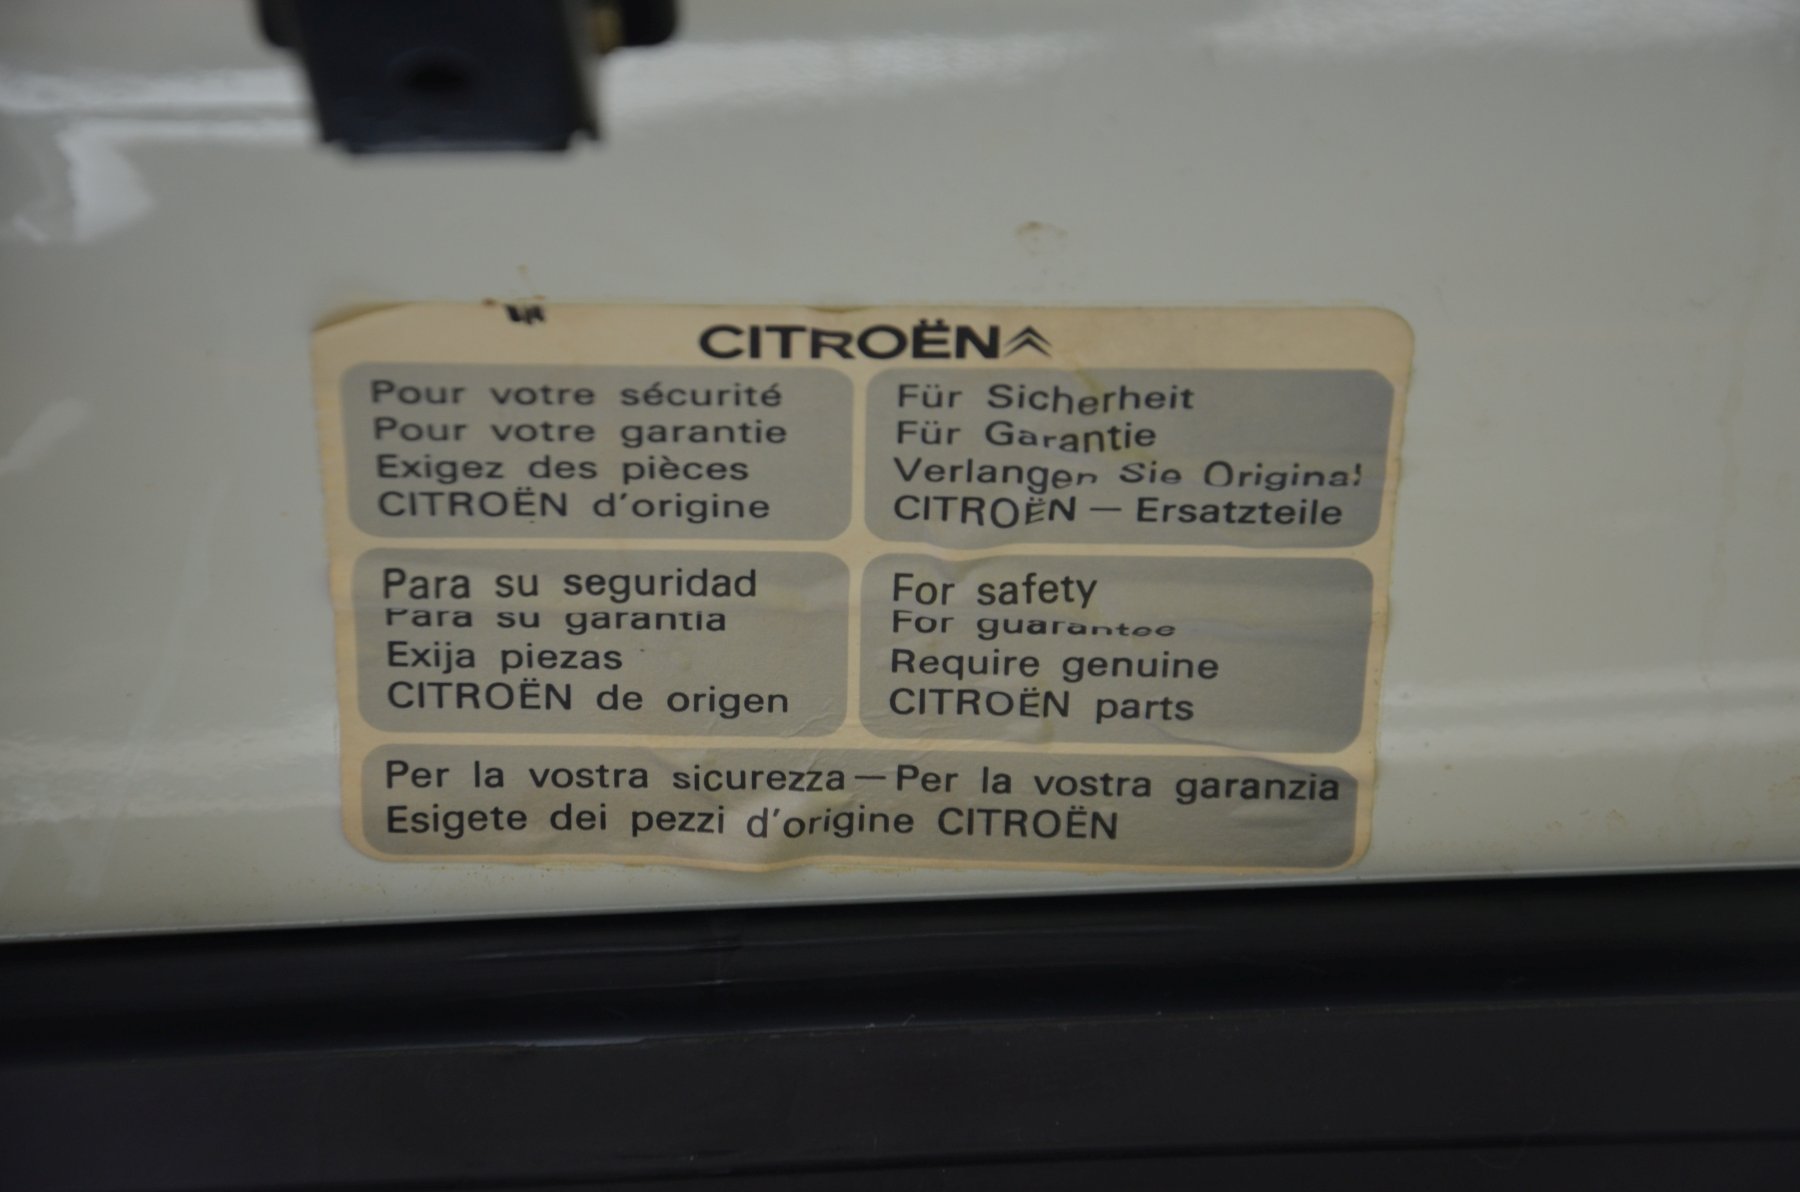 CITROËN
Pour votre sécurité
Pour votre garantie
Exigez des pièces
CITROËN d'origine
Für Sicherheit
Für Garantie
Verlangen Sie Original
CITROËN — Ersatzteile
Para su seguridad
Para su garantia
Exija piezas
CITROËN de origen
For safety
For guarantee
Require genuine
CITROËN parts
Per la vostra sicurezza — Per la vostra garanzia
Esigete dei pezzi d'origine CITROËN